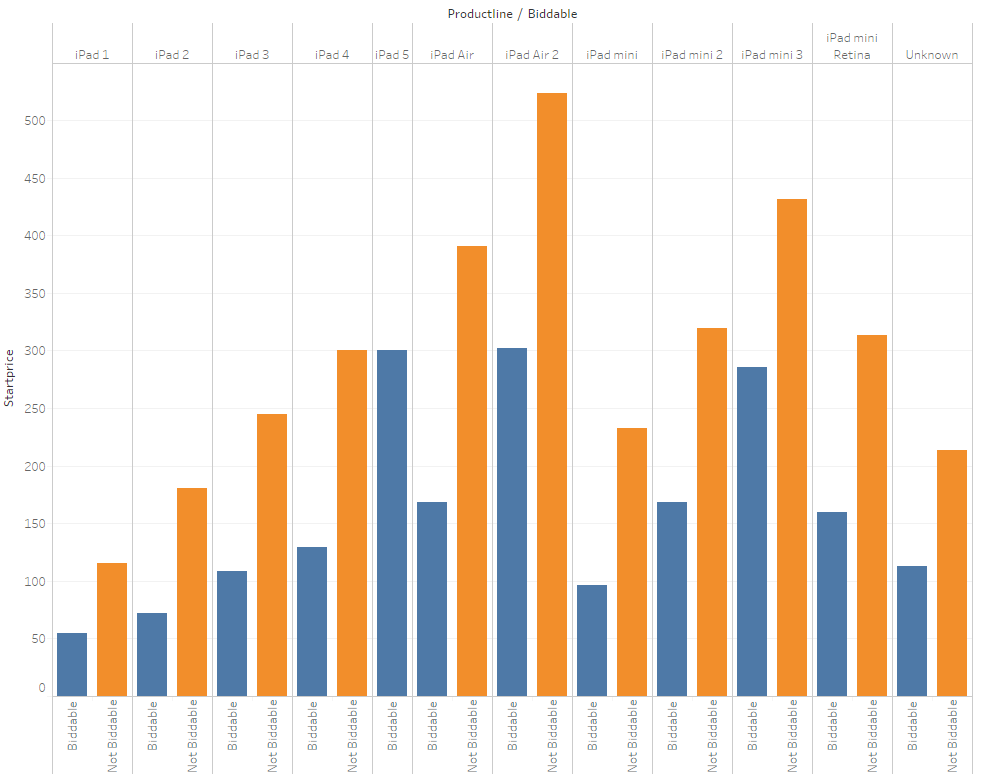 Productline / Biddable
iPad 1 iPad 2 iPad 3 iPad 4 iPad 5 iPad Air iPad Air 2 iPad mini iPad mini 2 iPad mini 3 iPad mini Retina Unknown
500
450
400
350
300
250
200
150
100
50
0
Startprice
Biddable Not Biddable Biddable Not Biddable Biddable Not Biddable Biddable Not Biddable Biddable Biddable Not Biddable Biddable Not Biddable Biddable Not Biddable Biddable Not Biddable Biddable Not Biddable Biddable Not Biddable Biddable Not Biddable